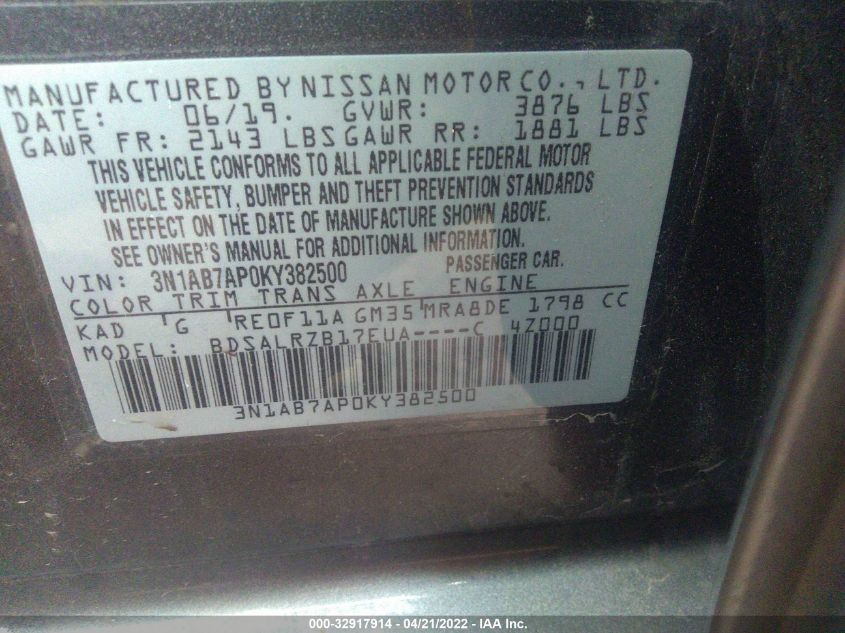 MANUFACTURED BY NISSAN MOTOR CO., LTD.
DATE: 06/19. GVWR: 3876 LBS
GAWR FR: 2143 LBS GAWR RR: 1881 LBS
THIS VEHICLE CONFORMS TO ALL APPLICABLE FEDERAL MOTOR
VEHICLE SAFETY, BUMPER AND THEFT PREVENTION STANDARDS
IN EFFECT ON THE DATE OF MANUFACTURE SHOWN ABOVE.
SEE OWNER'S MANUAL FOR ADDITIONAL INFORMATION.
VIN: 3N1AB7AP0KY382500 PASSENGER CAR.
COLOR TRIM TRANS AXLE ENGINE
KAD G RE0F11A GM35 MRA8DE 1798 CC
MODEL: BDSALRZB17EUA----C 4Z000
3N1AB7AP0KY382500
000-32917914 - 04/21/2022 - IAA Inc.